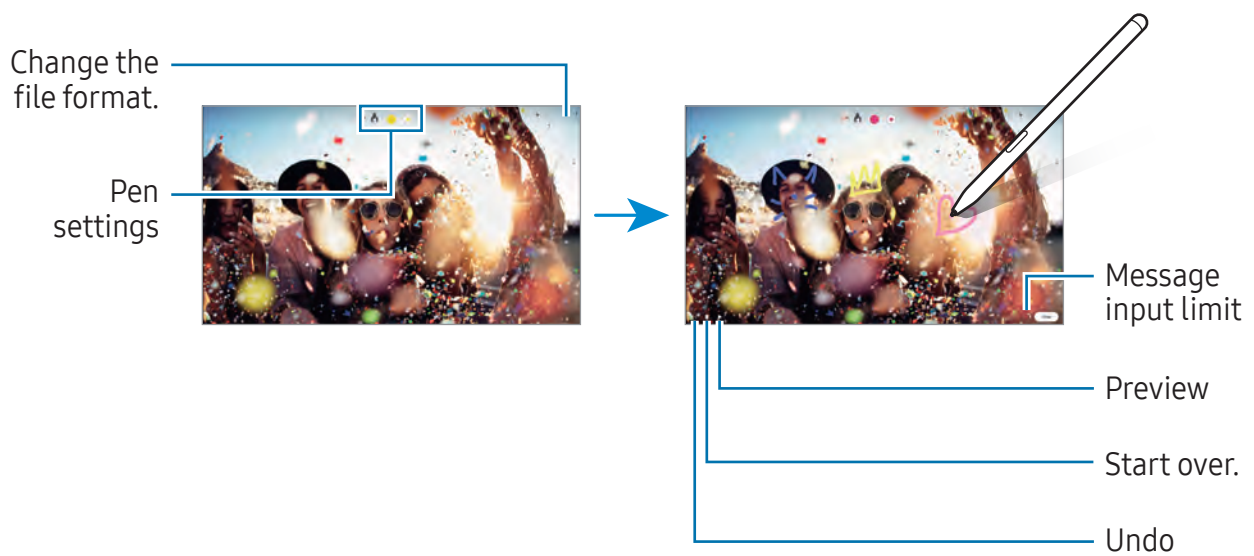 Change the
file format.
Pen
settings
Message
input limit
Preview
Start over.
Undo